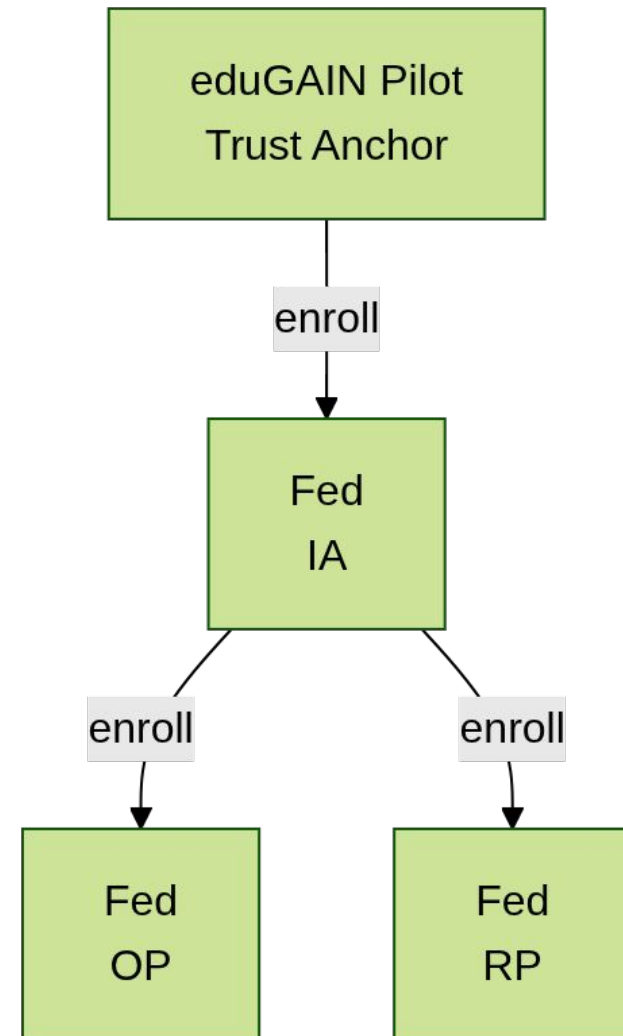 eduGAIN Pilot
Trust Anchor
enroll
Fed
IA
enroll
enroll
Fed
OP
Fed
RP